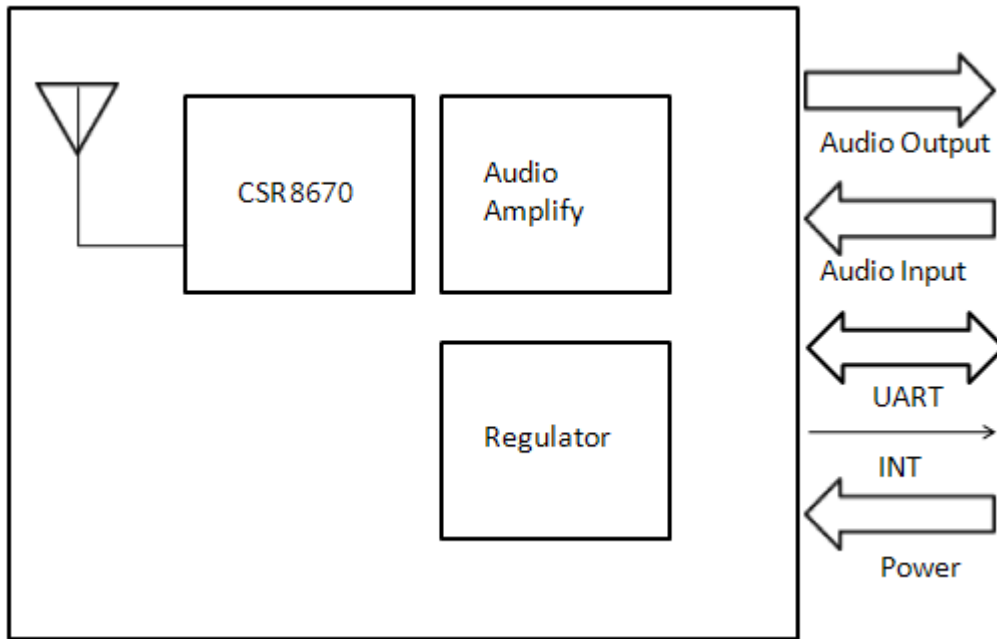 CSR8670
Audio
Amplify
Regulator
Audio Output
Audio Input
UART
INT
Power